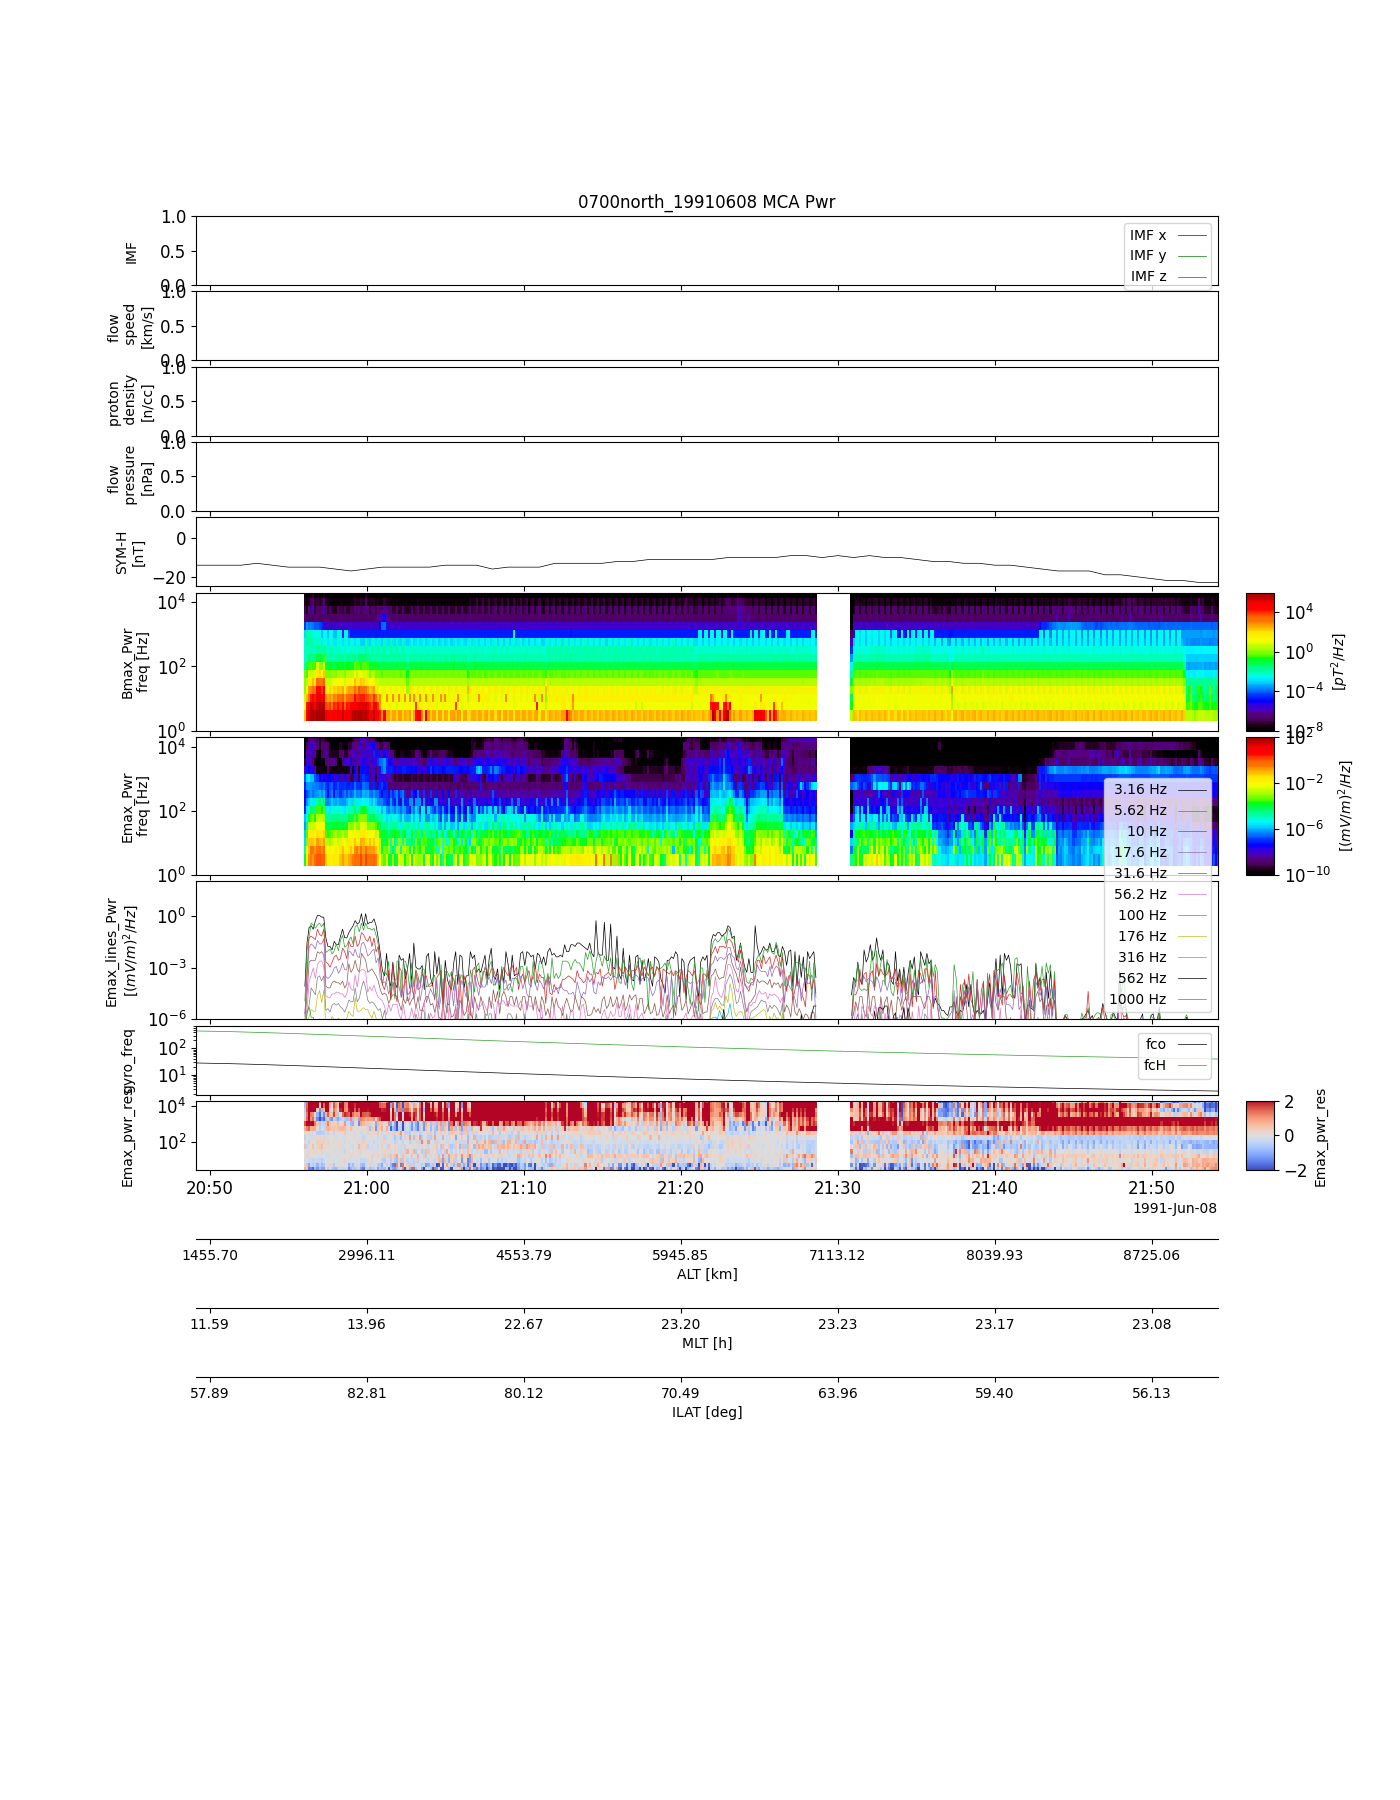 0700north_19910608 MCA Pwr
IMF
1.0
0.5
0.0
IMF x
IMF y
IMF z
flow
speed
[km/s]
1.0
0.5
0.0
proton
density
[n/cc]
1.0
0.5
0.0
flow
pressure
[nPa]
1.0
0.5
0.0
SYM-H
[nT]
0
−20
Bmax_Pwr
freq [Hz]
10^4
10^2
10^0
10^4
10^0
10^−4
10^−8
[pT^2/Hz]
Emax_Pwr
freq [Hz]
10^4
10^2
10^0
10^2
10^−2
10^−6
10^−10
[(mV/m)^2/Hz]
3.16 Hz
5.62 Hz
10 Hz
17.6 Hz
31.6 Hz
56.2 Hz
100 Hz
176 Hz
316 Hz
562 Hz
1000 Hz
Emax_lines_Pwr
[(mV/m)^2/Hz]
10^0
10^−3
10^−6
gyro_freq
10^2
10^1
fco
fcH
Emax_pwr_res
10^4
10^2
2
0
−2
Emax_pwr_res
20:50 21:00 21:10 21:20 21:30 21:40 21:50
1991-Jun-08
1455.70 2996.11 4553.79 5945.85 7113.12 8039.93 8725.06
ALT [km]
11.59 13.96 22.67 23.20 23.23 23.17 23.08
MLT [h]
57.89 82.81 80.12 70.49 63.96 59.40 56.13
ILAT [deg]